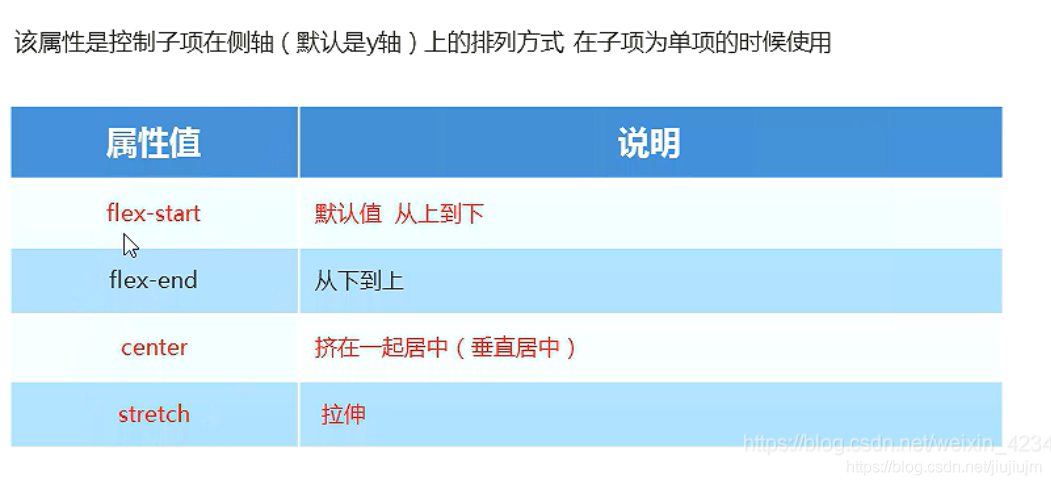 该属性是控制子项在侧轴（默认是y轴）上的排列方式 在子项为单项的时候使用
属性值 说明
flex-start 默认值 从上到下
flex-end 从下到上
center 挤在一起居中（垂直居中）
stretch 拉伸
https://blog.csdn.net/weixin_4234
https://blog.csdn.net/jiujiujm